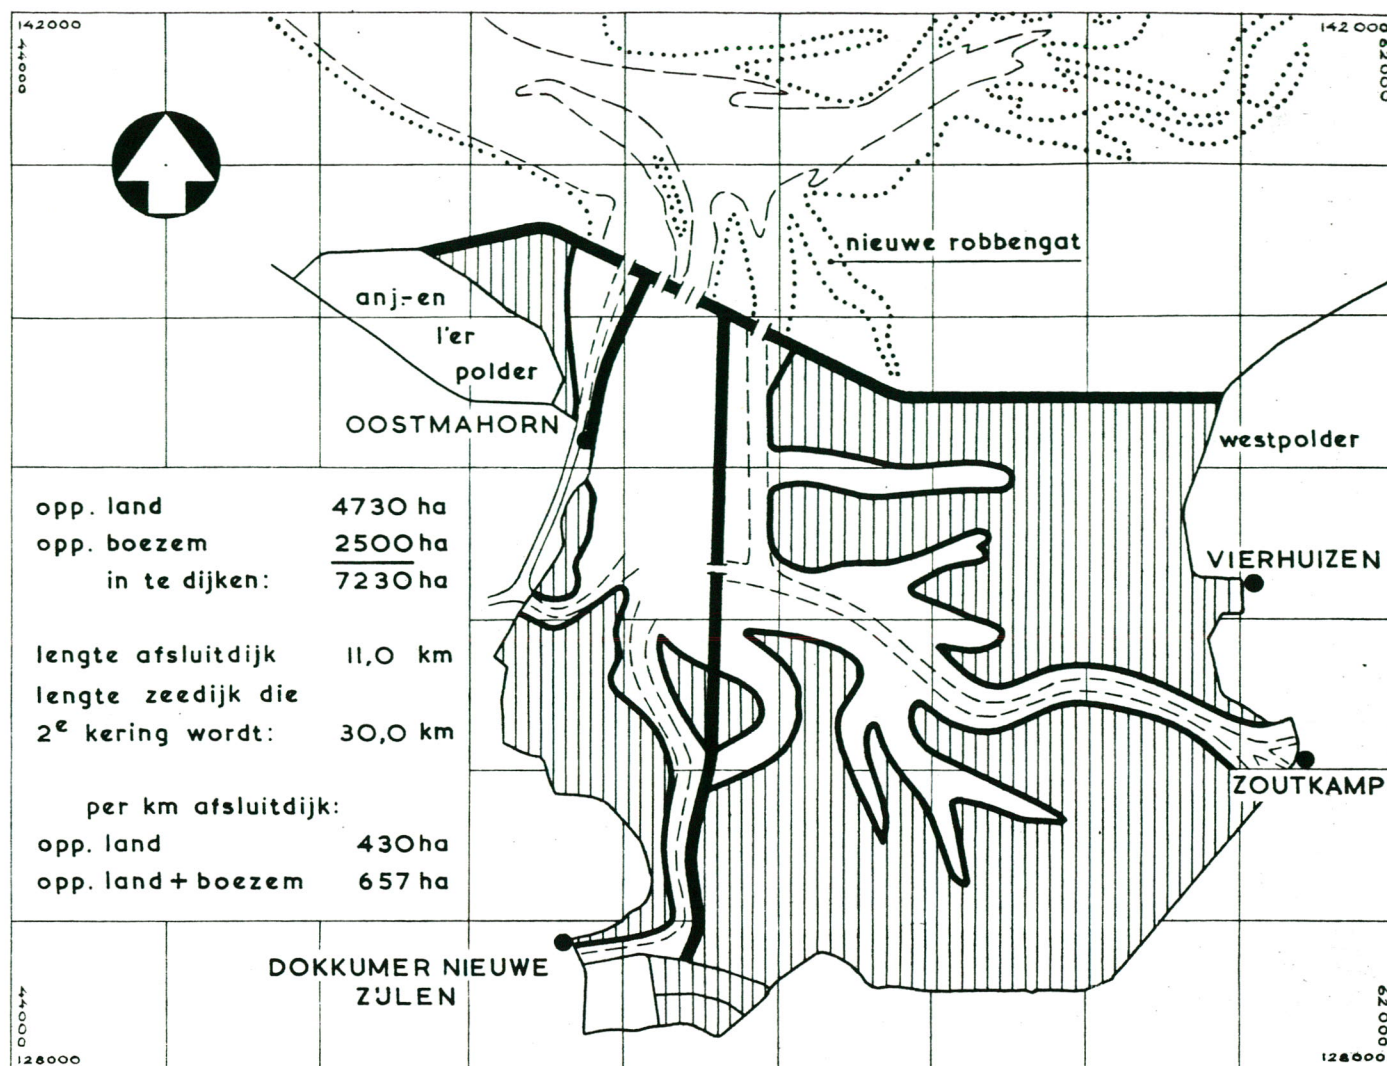 142000
142000
44000
62000
nieuwe robbengat
anj.-en
l'er
polder
OOSTMAHORN
westpolder
opp. land 4730 ha
opp. boezem 2500 ha
in te dijken: 7230 ha
VIERHUIZEN
lengte afsluitdijk 11,0 km
lengte zeedijk die
2e kering wordt: 30,0 km
ZOUTKAMP
per km afsluitdijk:
opp. land 430 ha
opp. land + boezem 657 ha
DOKKUMER NIEUWE
ZIJLEN
44000
62000
128000
128000